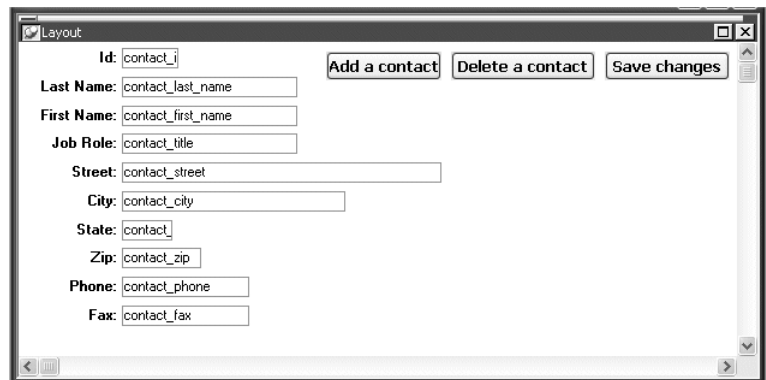 Layout
Id: contact_i
Add a contact Delete a contact Save changes
Last Name: contact_last_name
First Name: contact_first_name
Job Role: contact_title
Street: contact_street
City: contact_city
State: contact_
Zip: contact_zip
Phone: contact_phone
Fax: contact_fax